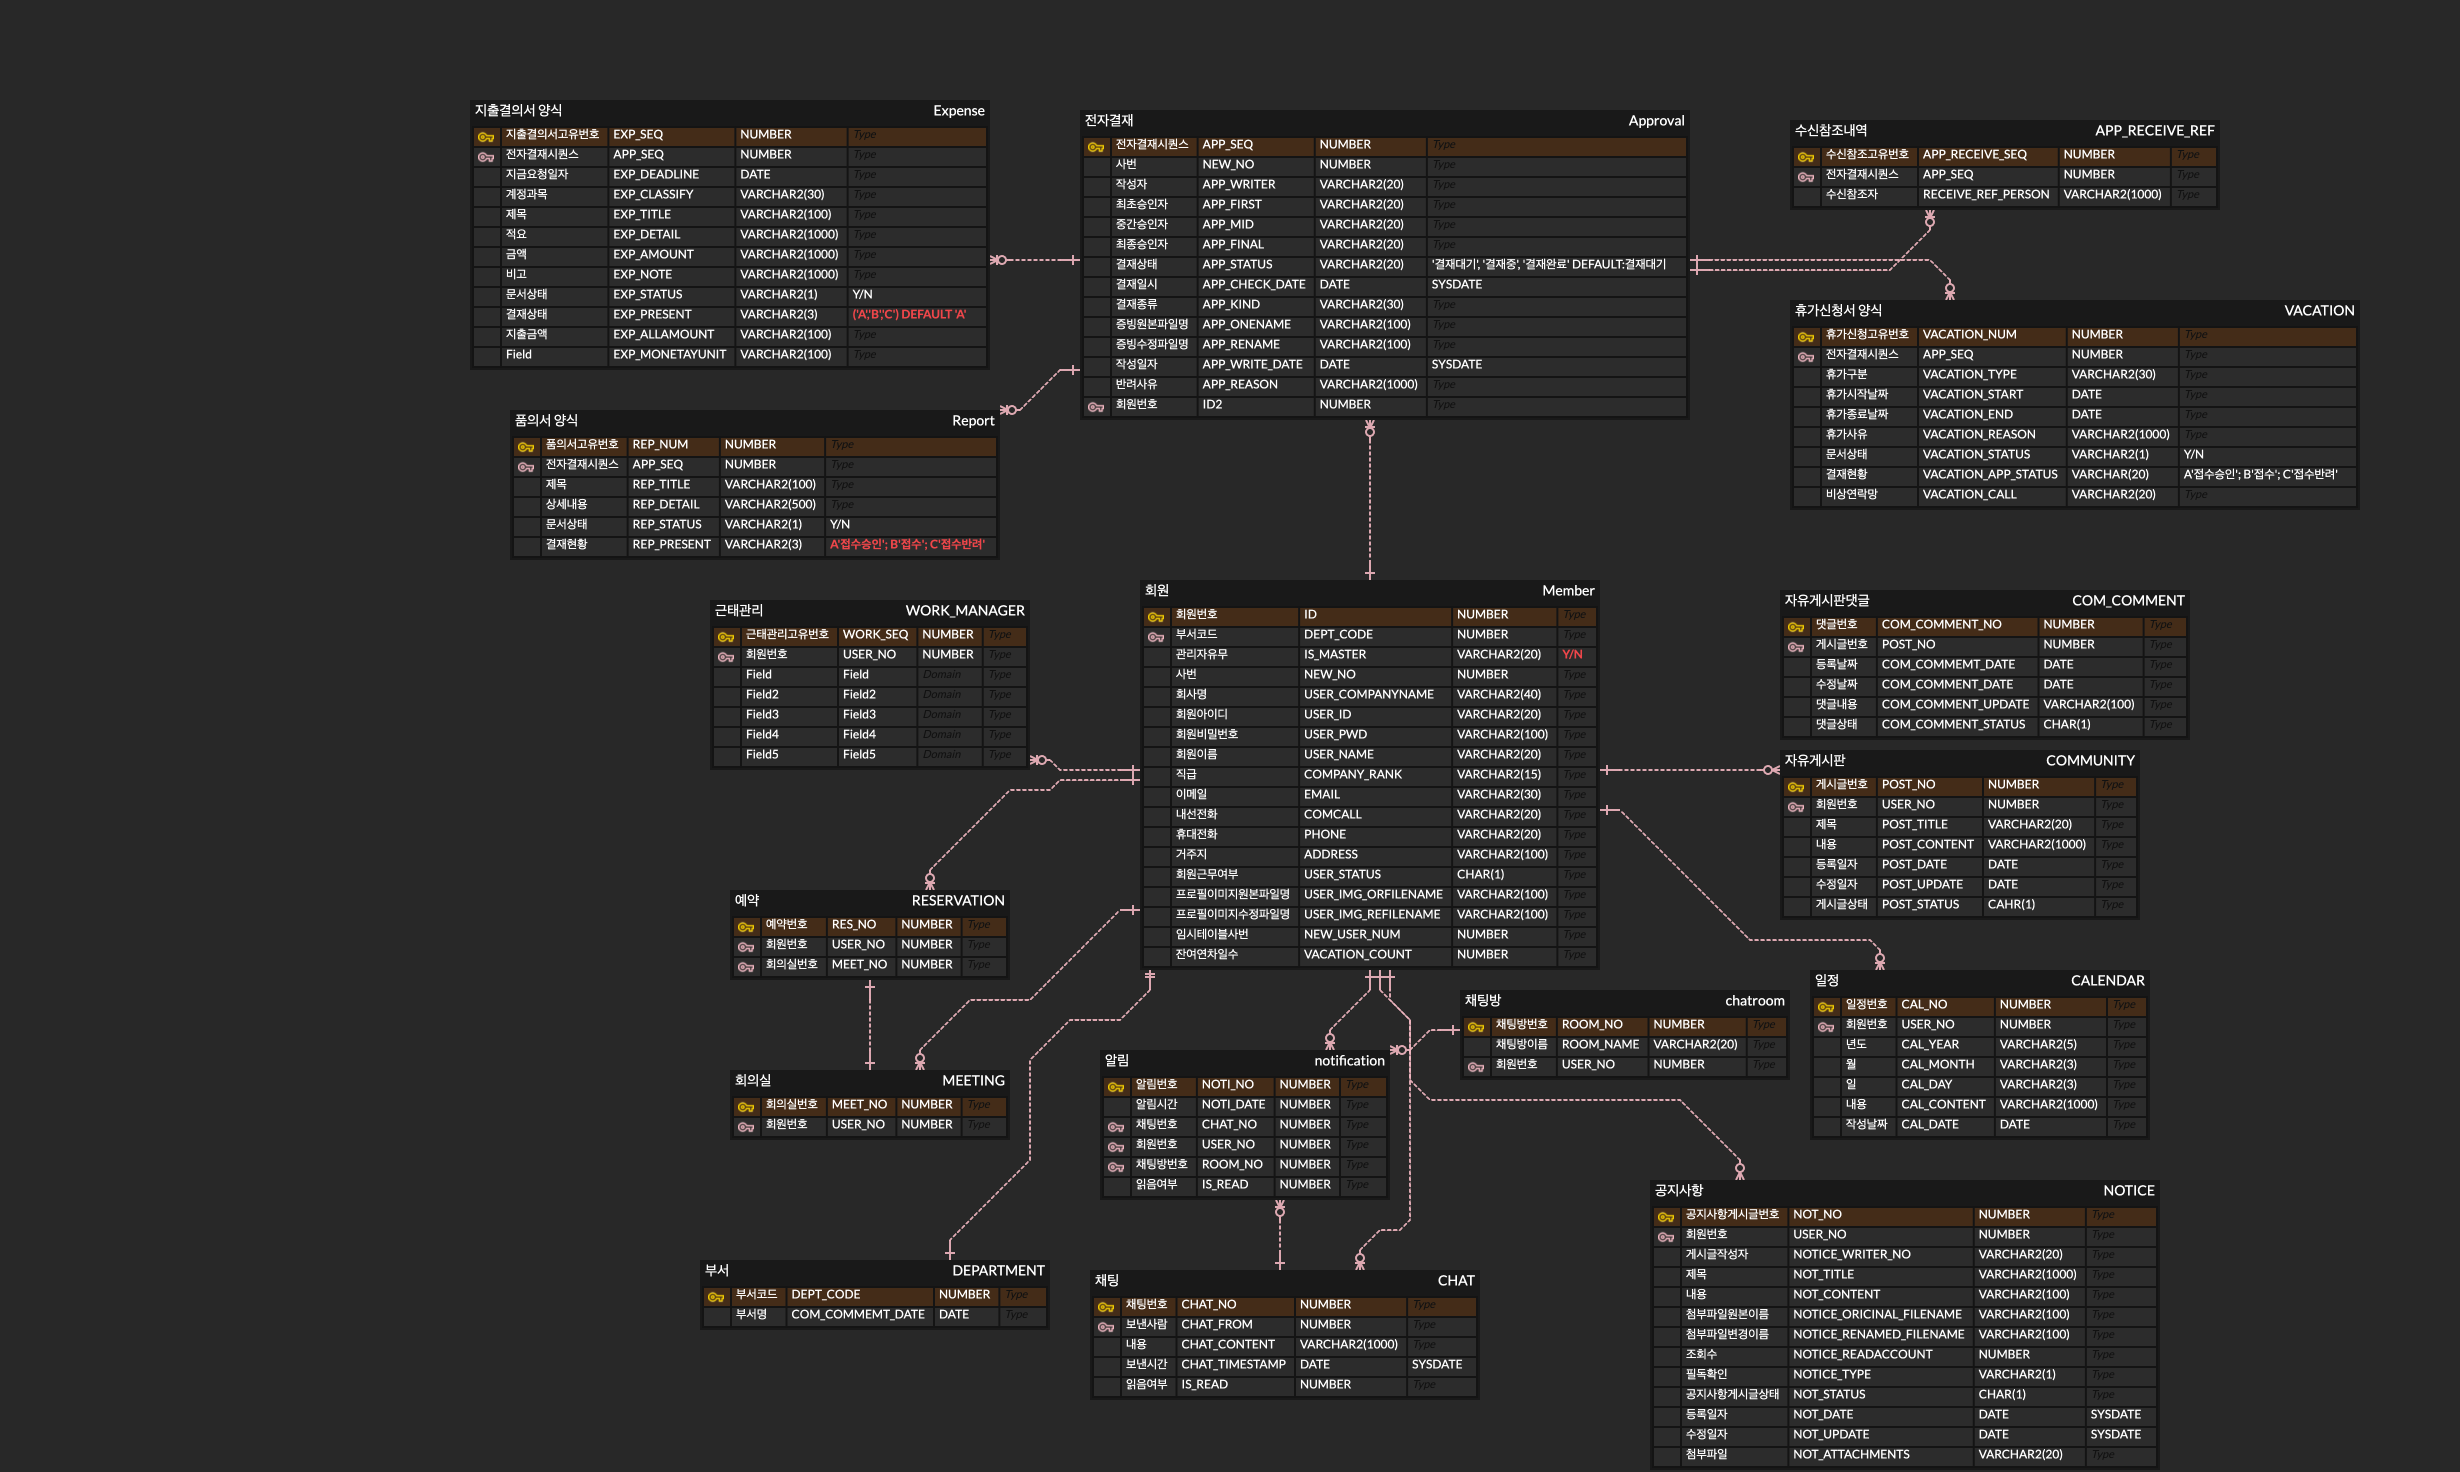 지출결의서 양식 Expense
지출결의서고유번호 EXP_SEQ NUMBER Type
전자결재시퀀스 APP_SEQ NUMBER Type
지금요청일자 EXP_DEADLINE DATE Type
계정과목 EXP_CLASSIFY VARCHAR2(30) Type
제목 EXP_TITLE VARCHAR2(100) Type
적요 EXP_DETAIL VARCHAR2(1000) Type
금액 EXP_AMOUNT VARCHAR2(1000) Type
비고 EXP_NOTE VARCHAR2(1000) Type
문서상태 EXP_STATUS VARCHAR2(1) Y/N
결재상태 EXP_PRESENT VARCHAR2(3) ('A','B','C') DEFAULT 'A'
지출금액 EXP_ALLAMOUNT VARCHAR2(100) Type
Field EXP_MONETAYUNIT VARCHAR2(100) Type
전자결재 Approval
전자결재시퀀스 APP_SEQ NUMBER Type
사번 NEW_NO NUMBER Type
작성자 APP_WRITER VARCHAR2(20) Type
최초승인자 APP_FIRST VARCHAR2(20) Type
중간승인자 APP_MID VARCHAR2(20) Type
최종승인자 APP_FINAL VARCHAR2(20) Type
결재상태 APP_STATUS VARCHAR2(20) '결재대기', '결재중', '결재완료' DEFAULT:결재대기
결재일시 APP_CHECK_DATE DATE SYSDATE
결재종류 APP_KIND VARCHAR2(30) Type
증빙원본파일명 APP_ONENAME VARCHAR2(100) Type
증빙수정파일명 APP_RENAME VARCHAR2(100) Type
작성일자 APP_WRITE_DATE DATE SYSDATE
반려사유 APP_REASON VARCHAR2(1000) Type
회원번호 ID2 NUMBER Type
수신참조내역 APP_RECEIVE_REF
수신참조고유번호 APP_RECEIVE_SEQ NUMBER Type
전자결재시퀀스 APP_SEQ NUMBER Type
수신참조자 RECEIVE_REF_PERSON VARCHAR2(1000) Type
휴가신청서 양식 VACATION
휴가신청고유번호 VACATION_NUM NUMBER Type
전자결재시퀀스 APP_SEQ NUMBER Type
휴가구분 VACATION_TYPE VARCHAR2(30) Type
휴가시작날짜 VACATION_START DATE Type
휴가종료날짜 VACATION_END DATE Type
휴가사유 VACATION_REASON VARCHAR2(1000) Type
문서상태 VACATION_STATUS VARCHAR2(1) Y/N
결재현황 VACATION_APP_STATUS VARCHAR(20) A'접수승인'; B'접수'; C'접수반려'
비상연락망 VACATION_CALL VARCHAR2(20) Type
품의서 양식 Report
품의서고유번호 REP_NUM NUMBER Type
전자결재시퀀스 APP_SEQ NUMBER Type
제목 REP_TITLE VARCHAR2(100) Type
상세내용 REP_DETAIL VARCHAR2(500) Type
문서상태 REP_STATUS VARCHAR2(1) Y/N
결재현황 REP_PRESENT VARCHAR2(3) A'접수승인'; B'접수'; C'접수반려'
근태관리 WORK_MANAGER
근태관리고유번호 WORK_SEQ NUMBER Type
회원번호 USER_NO NUMBER Type
Field Field Domain Type
Field2 Field2 Domain Type
Field3 Field3 Domain Type
Field4 Field4 Domain Type
Field5 Field5 Domain Type
회원 Member
회원번호 ID NUMBER Type
부서코드 DEPT_CODE NUMBER Type
관리자유무 IS_MASTER VARCHAR2(20) Y/N
사번 NEW_NO NUMBER Type
회사명 USER_COMPANYNAME VARCHAR2(40) Type
회원아이디 USER_ID VARCHAR2(20) Type
회원비밀번호 USER_PWD VARCHAR2(100) Type
회원이름 USER_NAME VARCHAR2(20) Type
직급 COMPANY_RANK VARCHAR2(15) Type
이메일 EMAIL VARCHAR2(30) Type
내선전화 COMCALL VARCHAR2(20) Type
휴대전화 PHONE VARCHAR2(20) Type
거주지 ADDRESS VARCHAR2(100) Type
회원근무여부 USER_STATUS CHAR(1) Type
프로필이미지원본파일명 USER_IMG_ORFILENAME VARCHAR2(100) Type
프로필이미지수정파일명 USER_IMG_REFILENAME VARCHAR2(100) Type
임시테이블사번 NEW_USER_NUM NUMBER Type
잔여연차일수 VACATION_COUNT NUMBER Type
자유게시판댓글 COM_COMMENT
댓글번호 COM_COMMENT_NO NUMBER Type
게시글번호 POST_NO NUMBER Type
등록날짜 COM_COMMEMT_DATE DATE Type
수정날짜 COM_COMMENT_DATE DATE Type
댓글내용 COM_COMMENT_UPDATE VARCHAR2(100) Type
댓글상태 COM_COMMENT_STATUS CHAR(1) Type
자유게시판 COMMUNITY
게시글번호 POST_NO NUMBER Type
회원번호 USER_NO NUMBER Type
제목 POST_TITLE VARCHAR2(20) Type
내용 POST_CONTENT VARCHAR2(1000) Type
등록일자 POST_DATE DATE Type
수정일자 POST_UPDATE DATE Type
게시글상태 POST_STATUS CAHR(1) Type
예약 RESERVATION
예약번호 RES_NO NUMBER Type
회원번호 USER_NO NUMBER Type
회의실번호 MEET_NO NUMBER Type
회의실 MEETING
회의실번호 MEET_NO NUMBER Type
회원번호 USER_NO NUMBER Type
채팅방 chatroom
채팅방번호 ROOM_NO NUMBER Type
채팅방이름 ROOM_NAME VARCHAR2(20) Type
회원번호 USER_NO NUMBER Type
일정 CALENDAR
일정번호 CAL_NO NUMBER Type
회원번호 USER_NO NUMBER Type
년도 CAL_YEAR VARCHAR2(5) Type
월 CAL_MONTH VARCHAR2(3) Type
일 CAL_DAY VARCHAR2(3) Type
내용 CAL_CONTENT VARCHAR2(1000) Type
작성날짜 CAL_DATE DATE Type
알림 notification
알림번호 NOTI_NO NUMBER Type
알림시간 NOTI_DATE NUMBER Type
채팅번호 CHAT_NO NUMBER Type
회원번호 USER_NO NUMBER Type
채팅방번호 ROOM_NO NUMBER Type
읽음여부 IS_READ NUMBER Type
부서 DEPARTMENT
부서코드 DEPT_CODE NUMBER Type
부서명 COM_COMMEMT_DATE DATE Type
채팅 CHAT
채팅번호 CHAT_NO NUMBER Type
보낸사람 CHAT_FROM NUMBER Type
내용 CHAT_CONTENT VARCHAR2(1000) Type
보낸시간 CHAT_TIMESTAMP DATE SYSDATE
읽음여부 IS_READ NUMBER Type
공지사항 NOTICE
공지사항게시글번호 NOT_NO NUMBER Type
회원번호 USER_NO NUMBER Type
게시글작성자 NOTICE_WRITER_NO VARCHAR2(20) Type
제목 NOT_TITLE VARCHAR2(1000) Type
내용 NOT_CONTENT VARCHAR2(100) Type
첨부파일원본이름 NOTICE_ORICINAL_FILENAME VARCHAR2(100) Type
첨부파일변경이름 NOTICE_RENAMED_FILENAME VARCHAR2(100) Type
조회수 NOTICE_READACCOUNT NUMBER Type
필독확인 NOTICE_TYPE VARCHAR2(1) Type
공지사항게시글상태 NOT_STATUS CHAR(1) Type
등록일자 NOT_DATE DATE SYSDATE
수정일자 NOT_UPDATE DATE SYSDATE
첨부파일 NOT_ATTACHMENTS VARCHAR2(20) Type